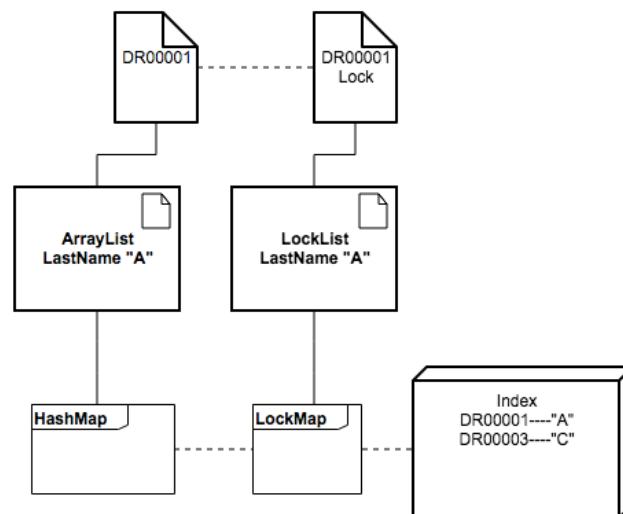 DR00001
DR00001
Lock
ArrayList
LastName "A"
LockList
LastName "A"
HashMap
LockMap
Index
DR00001----"A"
DR00003----"C"